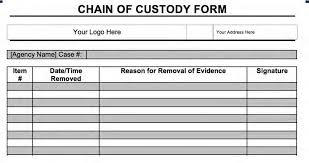 CHAIN OF CUSTODY FORM
Your Logo Here
Your Address Here
[Agency Name] Case #:
Item # Date/Time Removed Reason for Removal of Evidence Signature